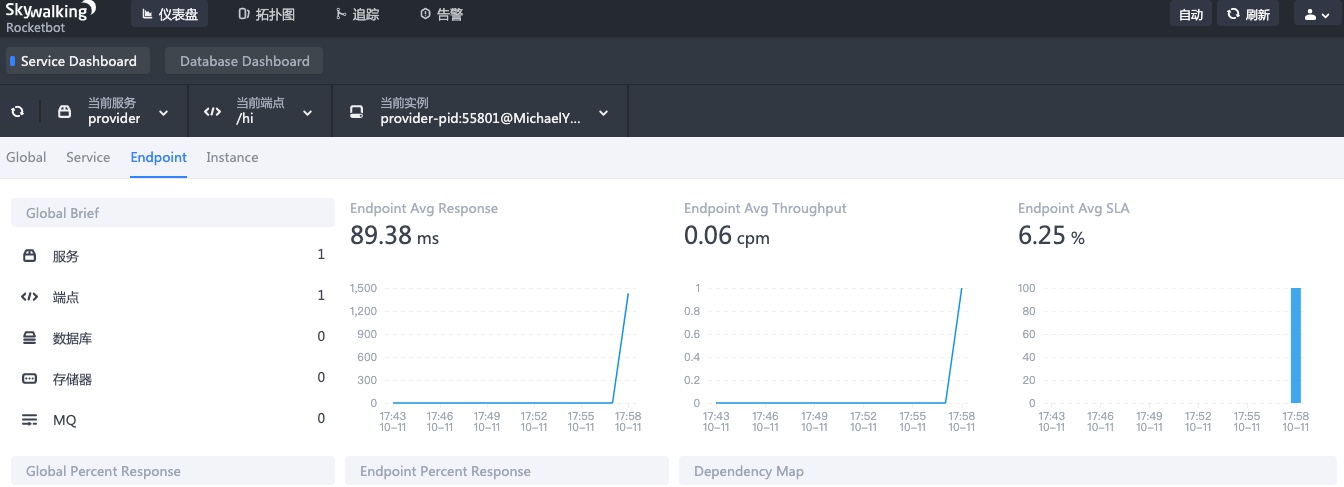 Skywalking
Rocketbot
仪表盘
拓扑图
追踪
告警
自动
刷新
Service Dashboard
Database Dashboard
当前服务
provider
当前端点
/hi
当前实例
provider-pid:55801@MichaelY...
Global
Service
Endpoint
Instance
Global Brief
服务 1
端点 1
数据库 0
存储器 0
MQ 0
Endpoint Avg Response
89.38 ms
1,500
1,200
900
600
300
0
17:43 17:46 17:49 17:52 17:55 17:58
10-11 10-11 10-11 10-11 10-11 10-11
Endpoint Avg Throughput
0.06 cpm
1
0.8
0.6
0.4
0.2
0
17:43 17:46 17:49 17:52 17:55 17:58
10-11 10-11 10-11 10-11 10-11 10-11
Endpoint Avg SLA
6.25 %
100
80
60
40
20
0
17:43 17:46 17:49 17:52 17:55 17:58
10-11 10-11 10-11 10-11 10-11 10-11
Global Percent Response
Endpoint Percent Response
Dependency Map